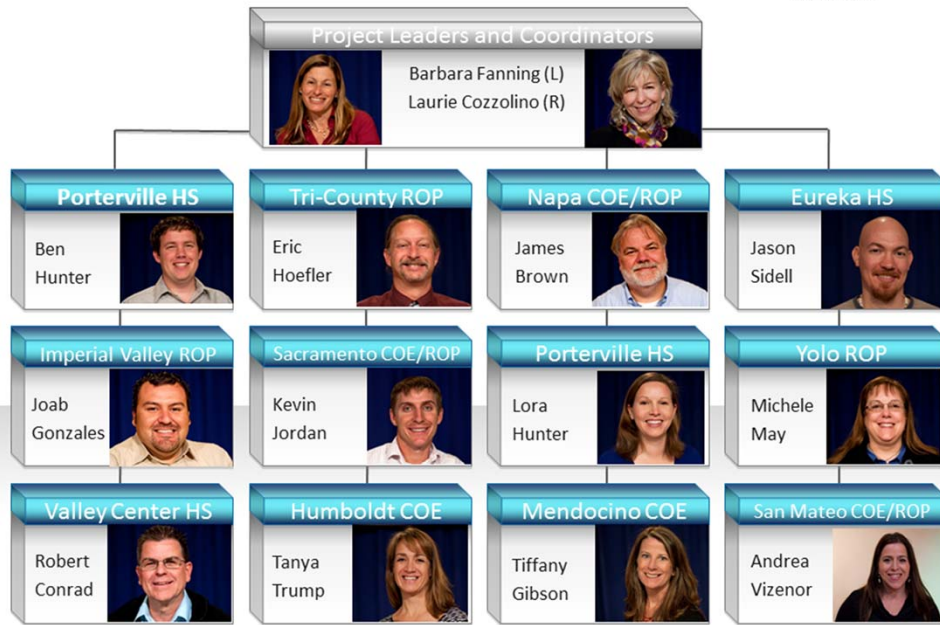 Project Leaders and Coordinators
Barbara Fanning (L)
Laurie Cozzolino (R)
Porterville HS
Ben
Hunter
Tri-County ROP
Eric
Hoefler
Napa COE/ROP
James
Brown
Eureka HS
Jason
Sidell
Imperial Valley ROP
Joab
Gonzales
Sacramento COE/ROP
Kevin
Jordan
Porterville HS
Lora
Hunter
Yolo ROP
Michele
May
Valley Center HS
Robert
Conrad
Humboldt COE
Tanya
Trump
Mendocino COE
Tiffany
Gibson
San Mateo COE/ROP
Andrea
Vizenor